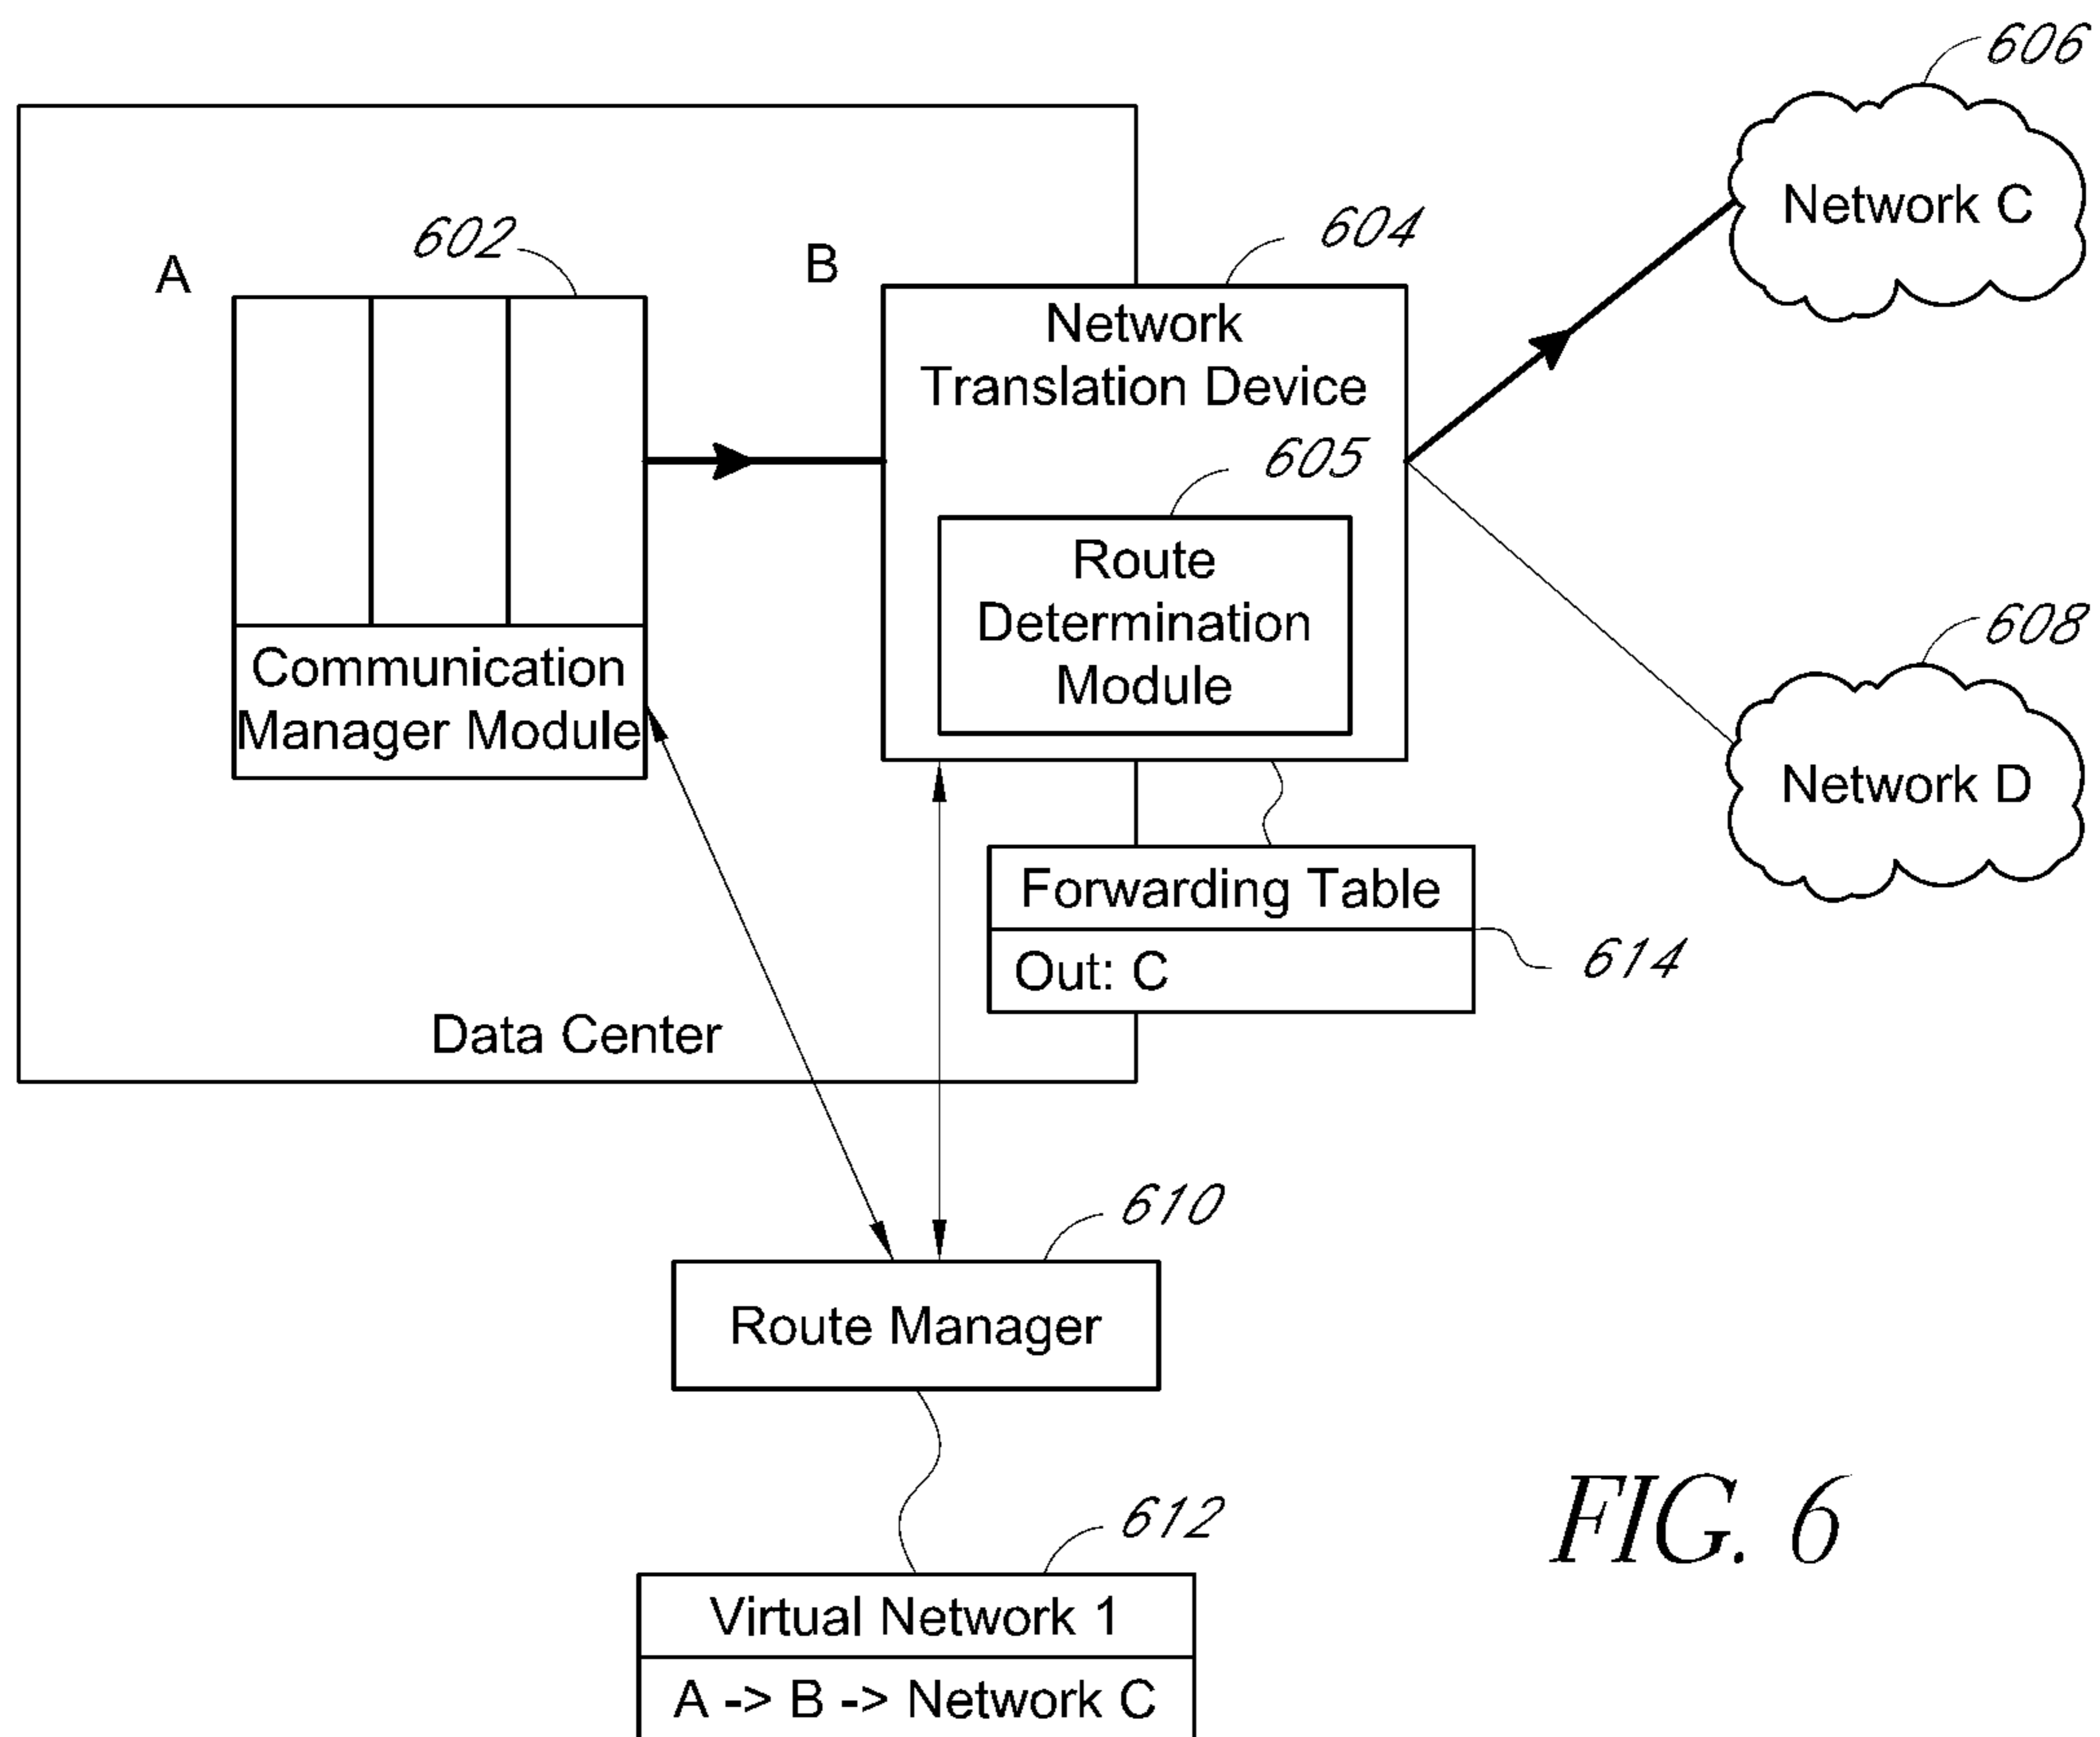 606
Network C
602
604
A
B
Network
Translation Device
605
Route
Determination
Module
Communication
Manager Module
608
Network D
Forwarding Table
Out: C
614
Data Center
610
Route Manager
612
Virtual Network 1
A -> B -> Network C
FIG. 6